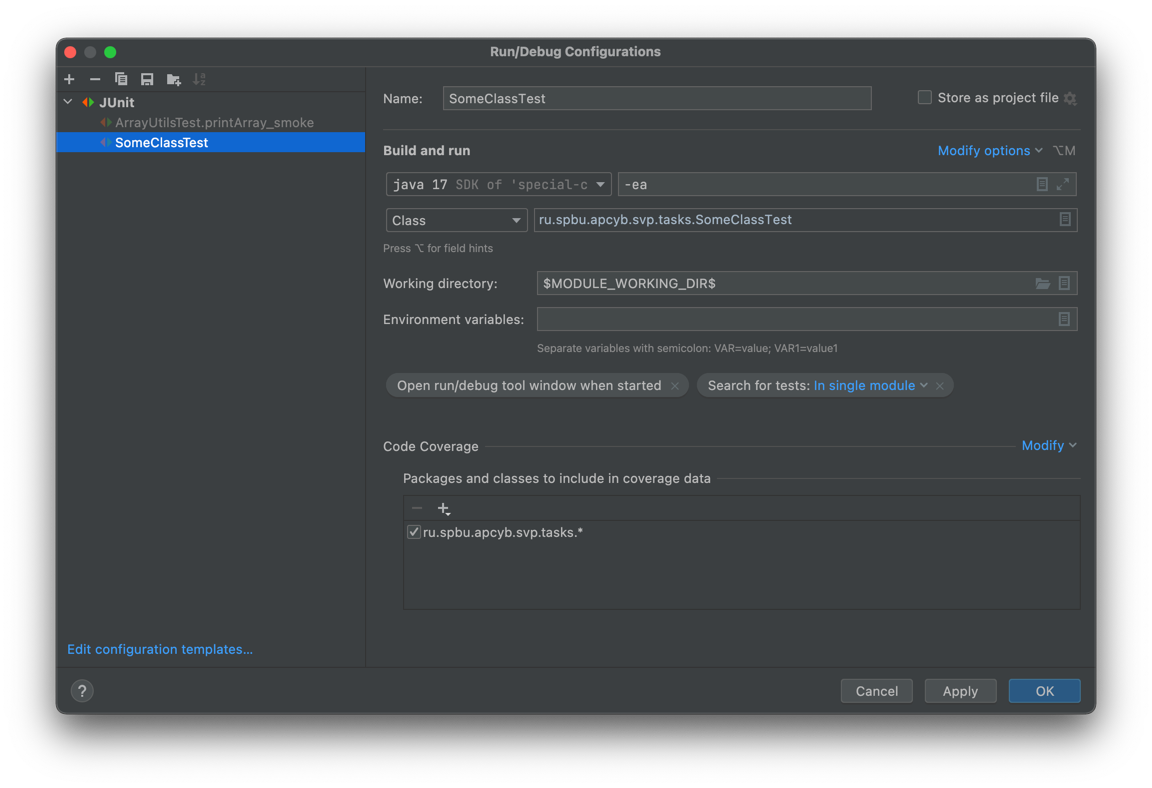 Run/Debug Configurations
JUnit
ArrayUtilsTest.printArray_smoke
SomeClassTest
Edit configuration templates...
Name: SomeClassTest Store as project file
Build and run Modify options ⌥M
java 17 SDK of 'special-c -ea
Class ru.spbu.apcyb.svp.tasks.SomeClassTest
Press ⌥ for field hints
Working directory: $MODULE_WORKING_DIR$
Environment variables:
Separate variables with semicolon: VAR=value; VAR1=value1
Open run/debug tool window when started × Search for tests: In single module ×
Code Coverage Modify
Packages and classes to include in coverage data
ru.spbu.apcyb.svp.tasks.*
? Cancel Apply OK